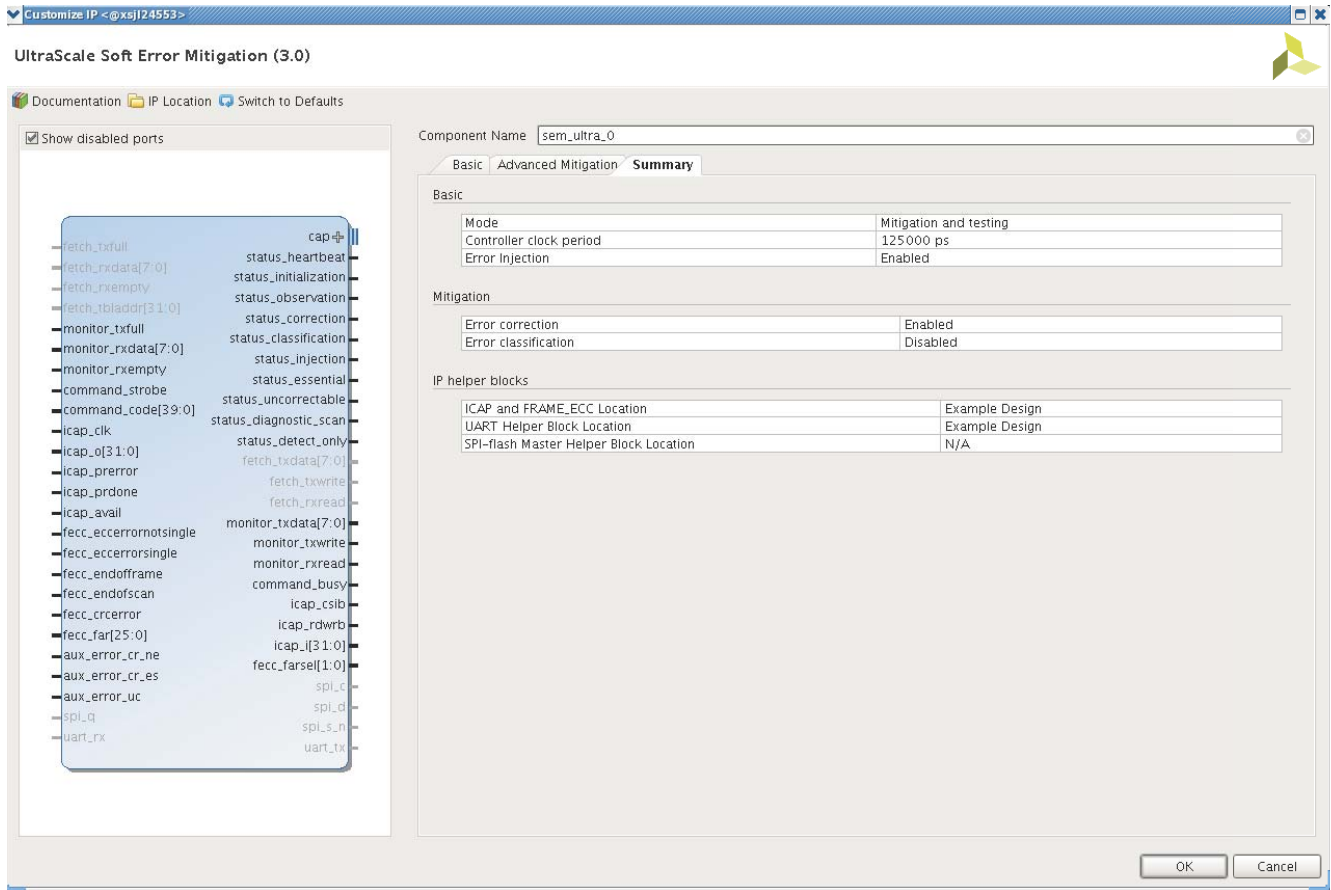 Customize IP <@xsjl24553>
UltraScale Soft Error Mitigation (3.0)
Documentation IP Location Switch to Defaults
Show disabled ports
fetch_txfull
fetch_rxdata[7:0]
fetch_rxempty
fetch_tbladdr[31:0]
monitor_txfull
monitor_rxdata[7:0]
monitor_rxempty
command_strobe
command_code[39:0]
icap_clk
icap_o[31:0]
icap_prerror
icap_prdone
icap_avail
fecc_eccerrornotsingle
fecc_eccerrorsingle
fecc_endofframe
fecc_endofscan
fecc_crcerror
fecc_far[25:0]
aux_error_cr_ne
aux_error_cr_es
aux_error_uc
spi_q
uart_rx
cap
status_heartbeat
status_initialization
status_observation
status_correction
status_classification
status_injection
status_essential
status_uncorrectable
status_diagnostic_scan
status_detect_only
fetch_txdata[7:0]
fetch_txwrite
fetch_rxread
monitor_txdata[7:0]
monitor_txwrite
monitor_rxread
command_busy
icap_csib
icap_rdwrb
icap_i[31:0]
fecc_farsel[1:0]
spi_c
spi_d
spi_s_n
uart_tx
Component Name sem_ultra_0
Basic Advanced Mitigation Summary
Basic
Mode Mitigation and testing
Controller clock period 125000 ps
Error Injection Enabled
Mitigation
Error correction Enabled
Error classification Disabled
IP helper blocks
ICAP and FRAME_ECC Location Example Design
UART Helper Block Location Example Design
SPI-flash Master Helper Block Location N/A
OK Cancel